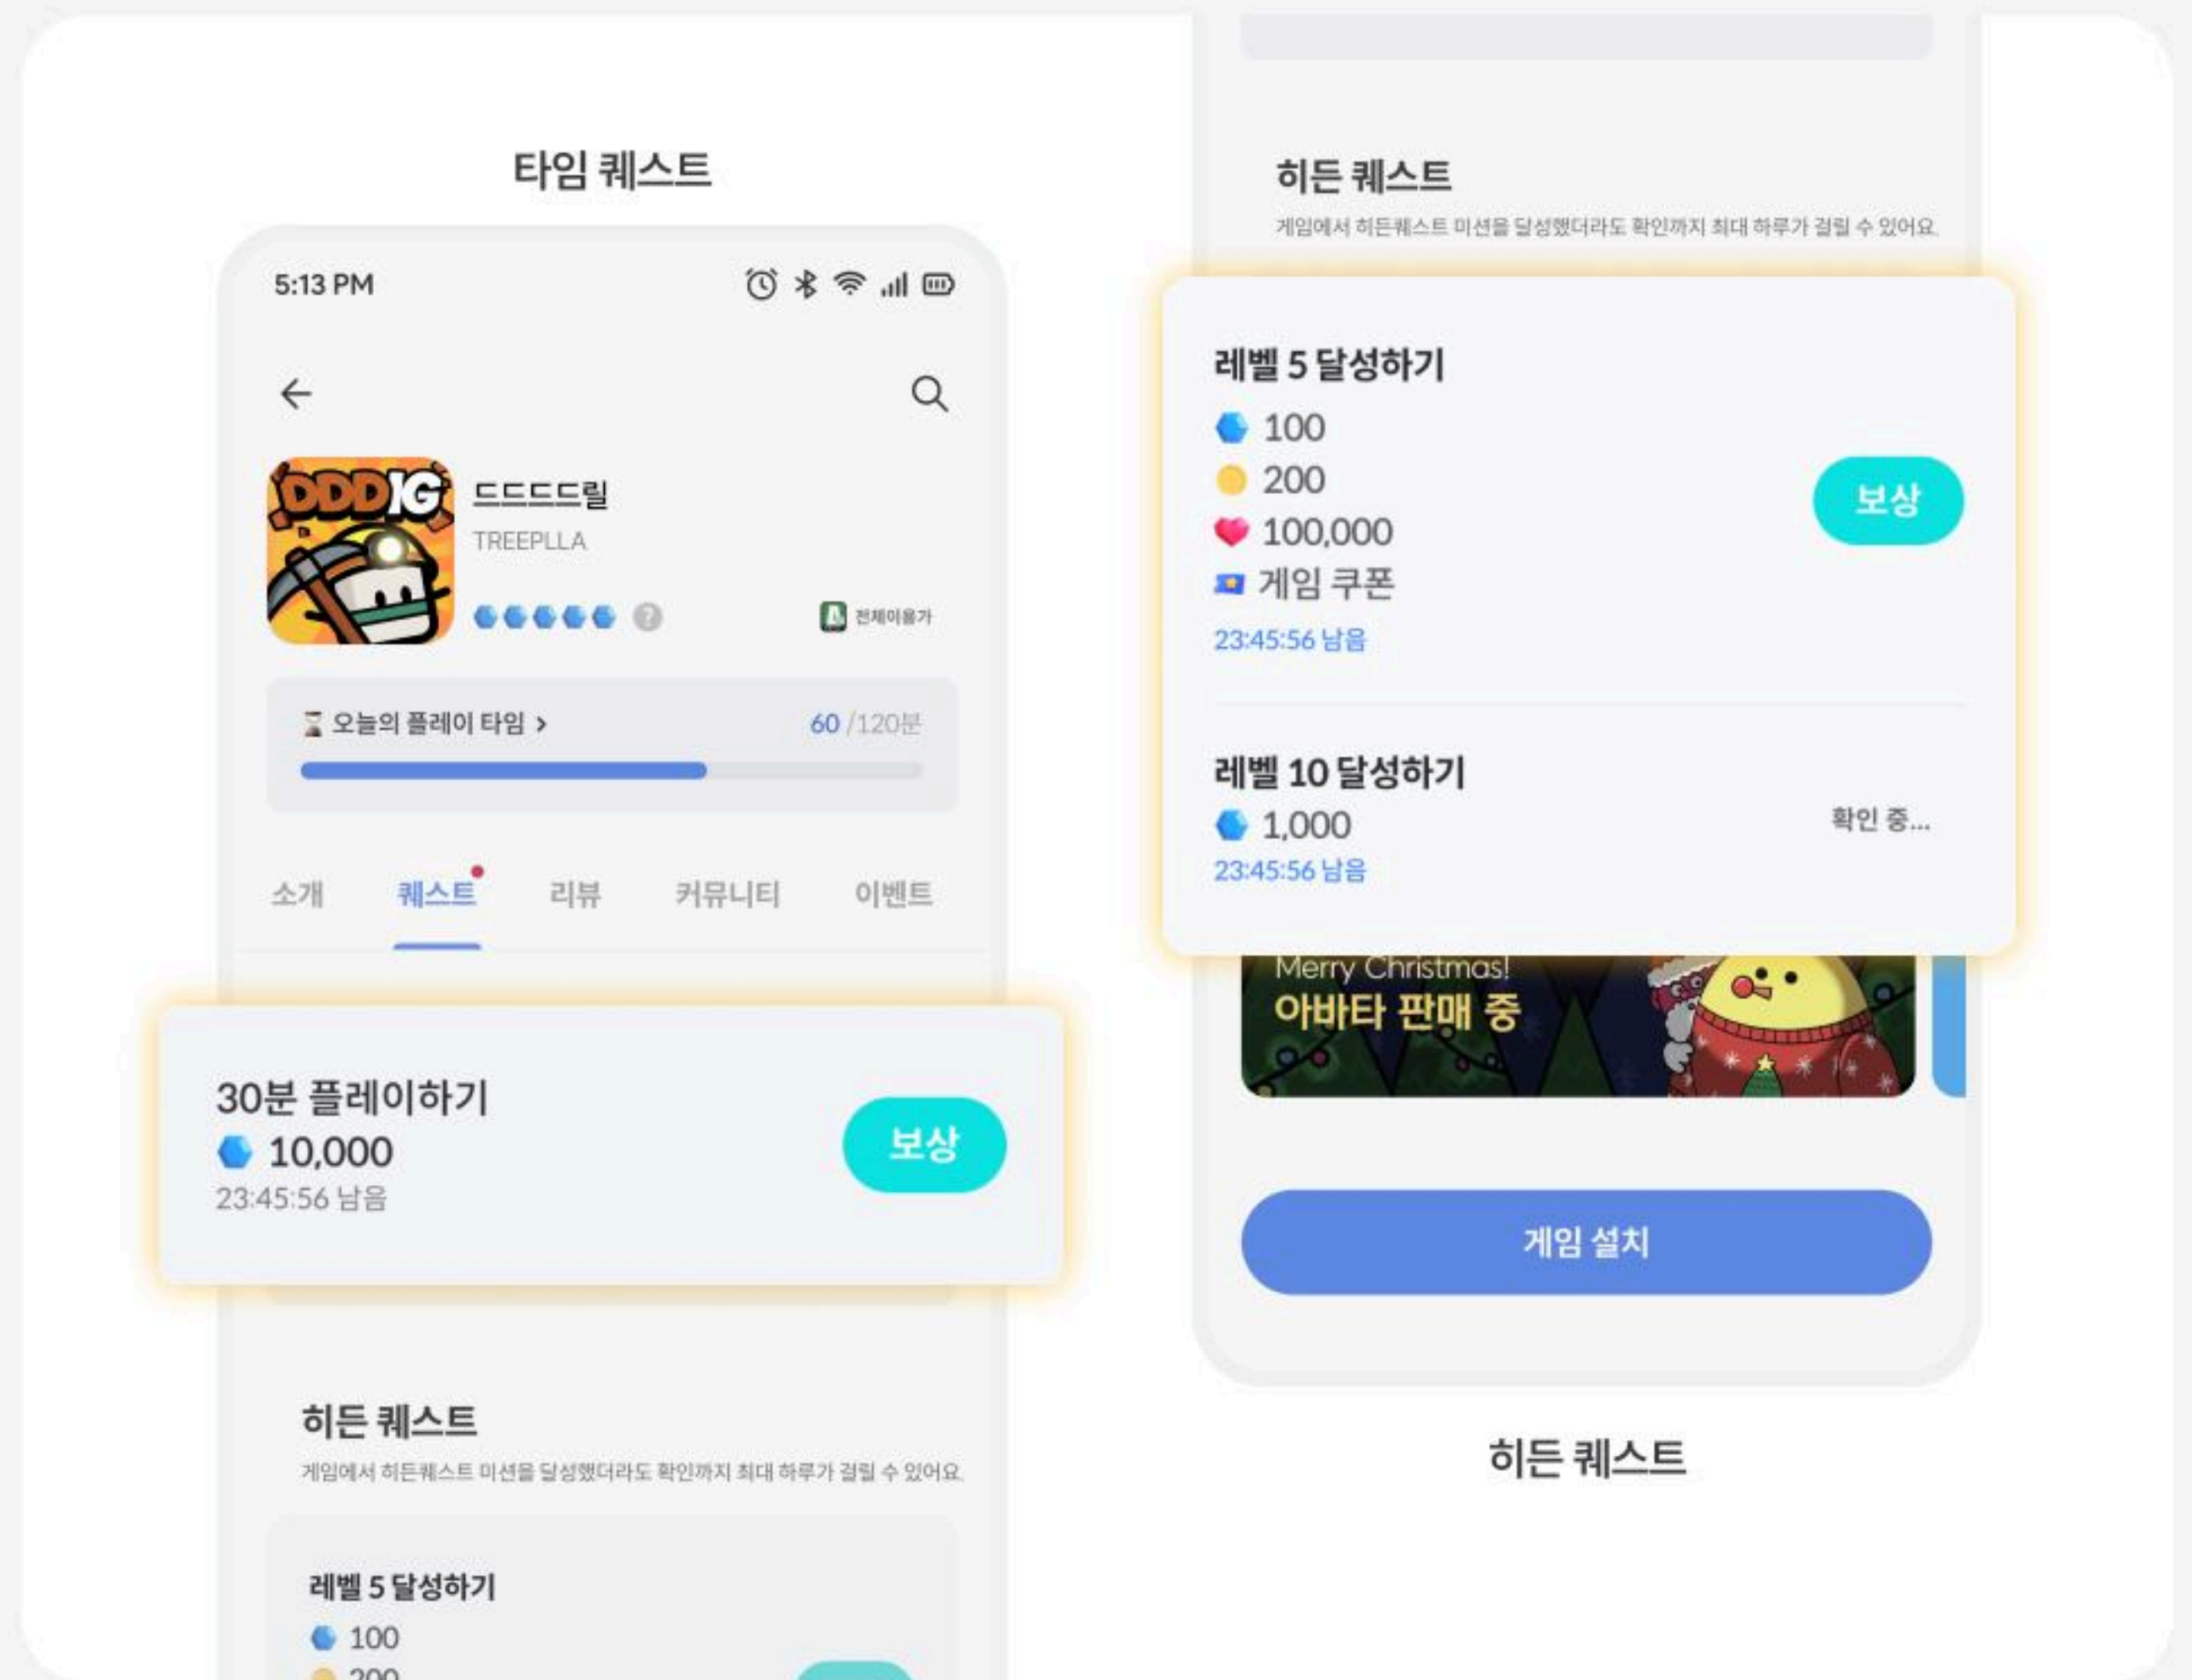 타임 퀘스트
5:13 PM
DDDIG
드드드드릴
TREEPLLA
?
전체이용가
오늘의 플레이 타임 >
60 /120분
소개
퀘스트
리뷰
커뮤니티
이벤트
30분 플레이하기
10,000
23:45:56 남음
보상
히든 퀘스트
게임에서 히든퀘스트 미션을 달성했더라도 확인까지 최대 하루가 걸릴 수 있어요.
레벨 5 달성하기
100
200
히든 퀘스트
게임에서 히든퀘스트 미션을 달성했더라도 확인까지 최대 하루가 걸릴 수 있어요.
레벨 5 달성하기
100
200
100,000
게임 쿠폰
23:45:56 남음
보상
레벨 10 달성하기
1,000
23:45:56 남음
확인 중...
Merry Christmas!
아바타 판매 중
게임 설치
히든 퀘스트